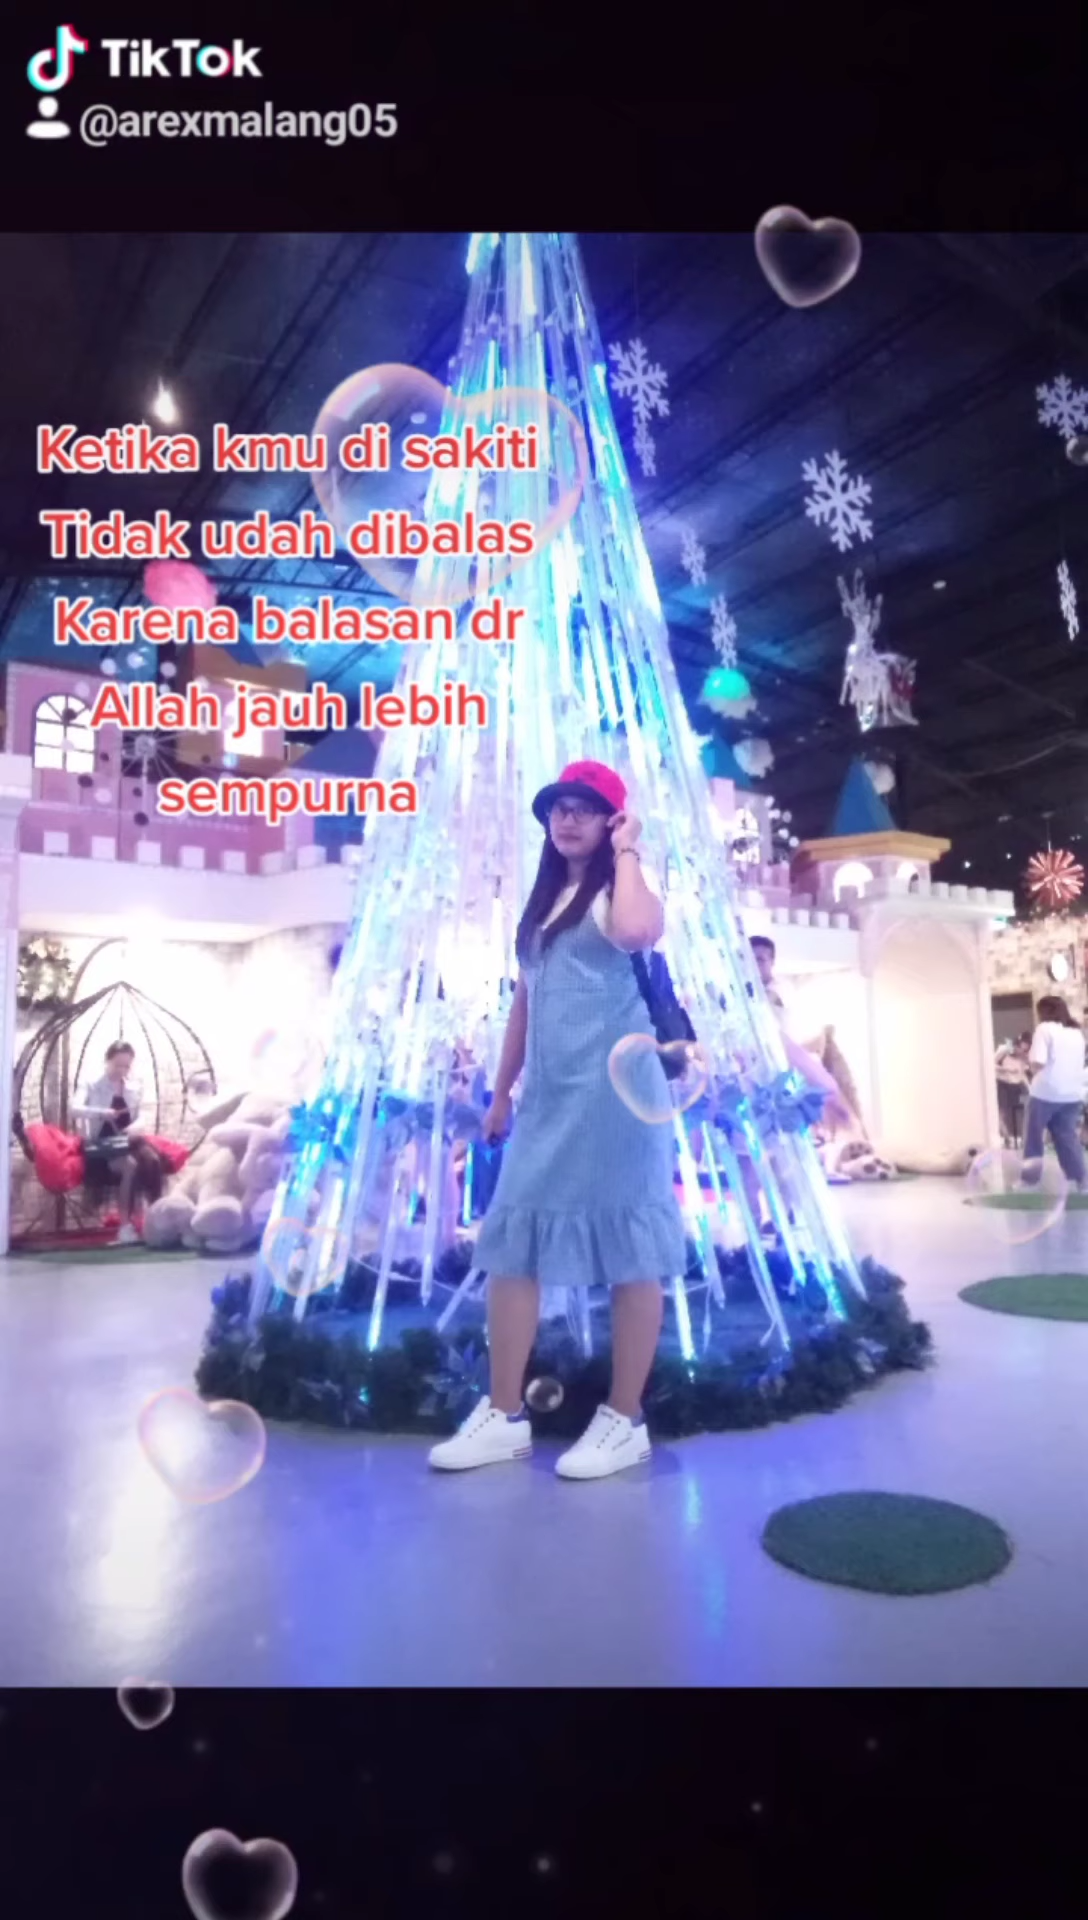 TikTok
@arexmalang05
Ketika kmu di sakiti
Tidak udah dibalas
Karena balasan dr
Allah jauh lebih
sempurna